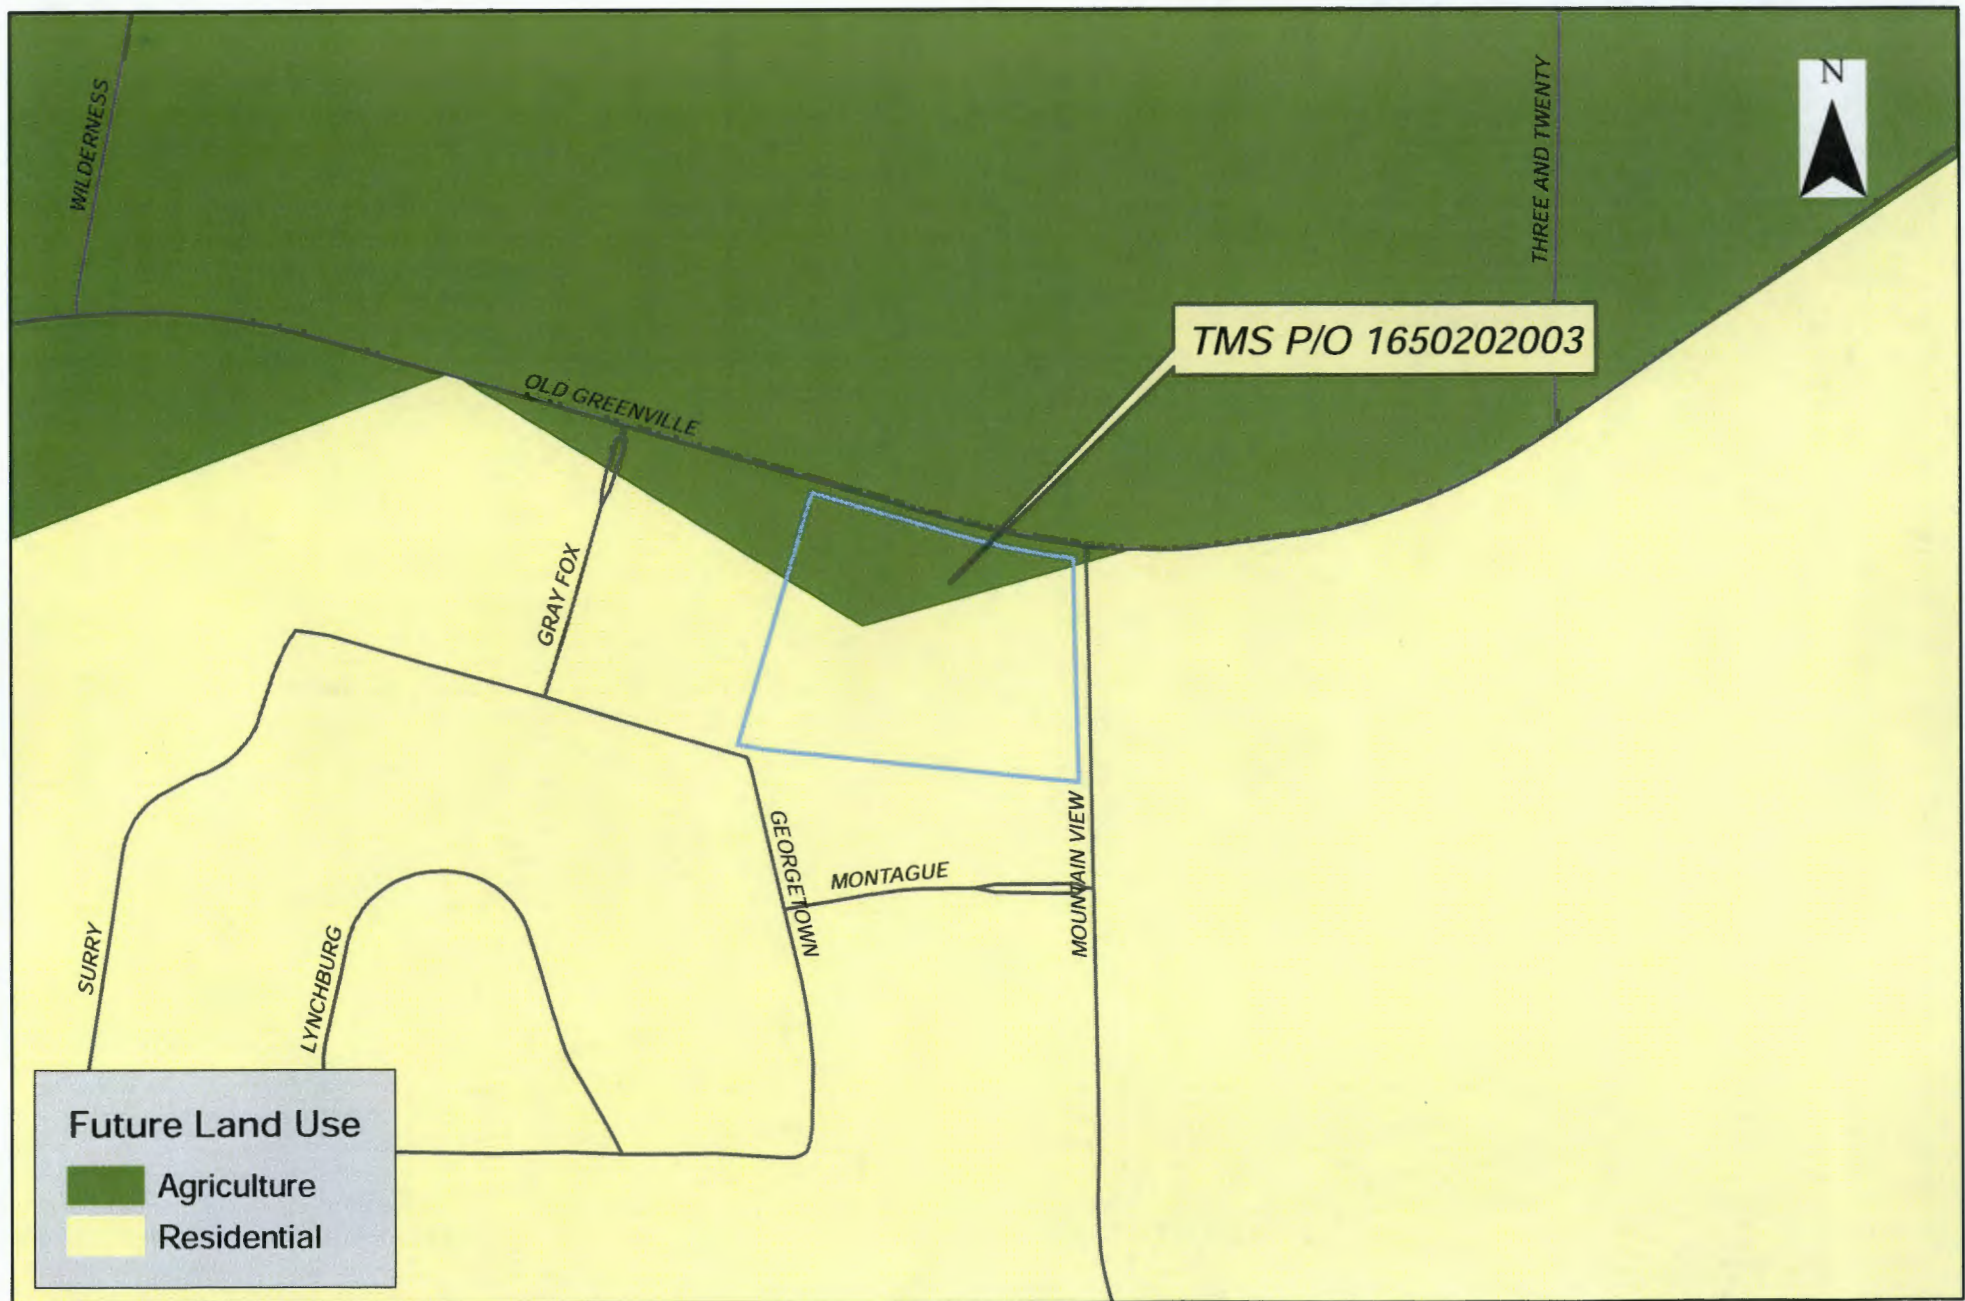 WILDERNESS
THREE AND TWENTY
N
TMS P/O 1650202003
OLD GREENVILLE
GRAY FOX
GEORGETOWN
MONTAGUE
MOUNTAIN VIEW
SURRY
LYNCHBURG
Future Land Use
Agriculture
Residential